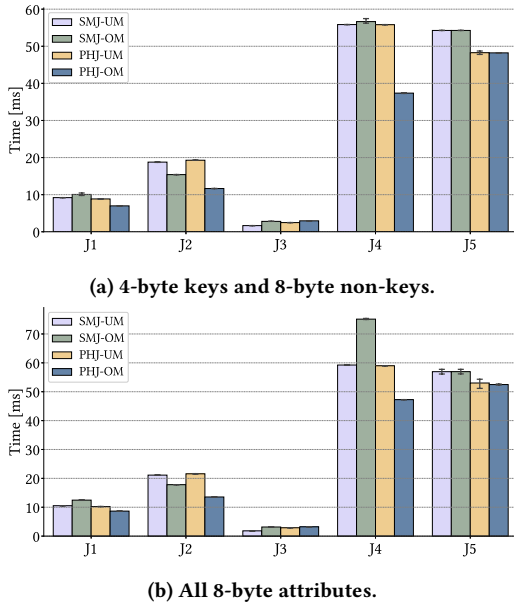 60
50
40
30
20
10
0
Time [ms]
SMJ-UM
SMJ-OM
PHJ-UM
PHJ-OM
J1 J2 J3 J4 J5
(a) 4-byte keys and 8-byte non-keys.
70
60
50
40
30
20
10
0
Time [ms]
SMJ-UM
SMJ-OM
PHJ-UM
PHJ-OM
J1 J2 J3 J4 J5
(b) All 8-byte attributes.